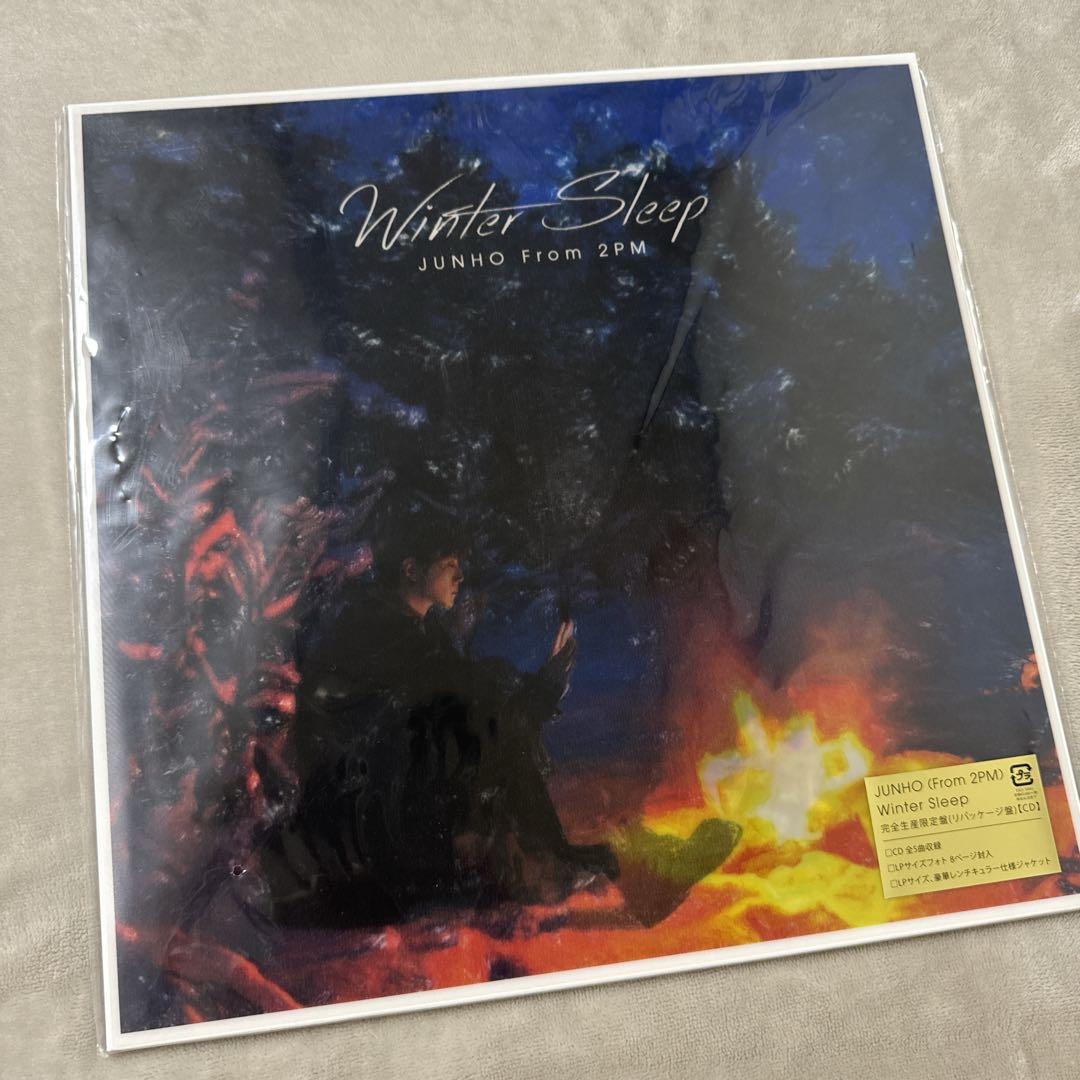 Winter Sleep
JUNHO From 2PM
JUNHO (From 2PM)
Winter Sleep
完全生産限定盤(リパッケージ盤)【CD】
□CD 全5曲収録
□LPサイズフォト 8ページ封入
□LPサイズ、豪華レンチキュラー仕様ジャケット
プラ